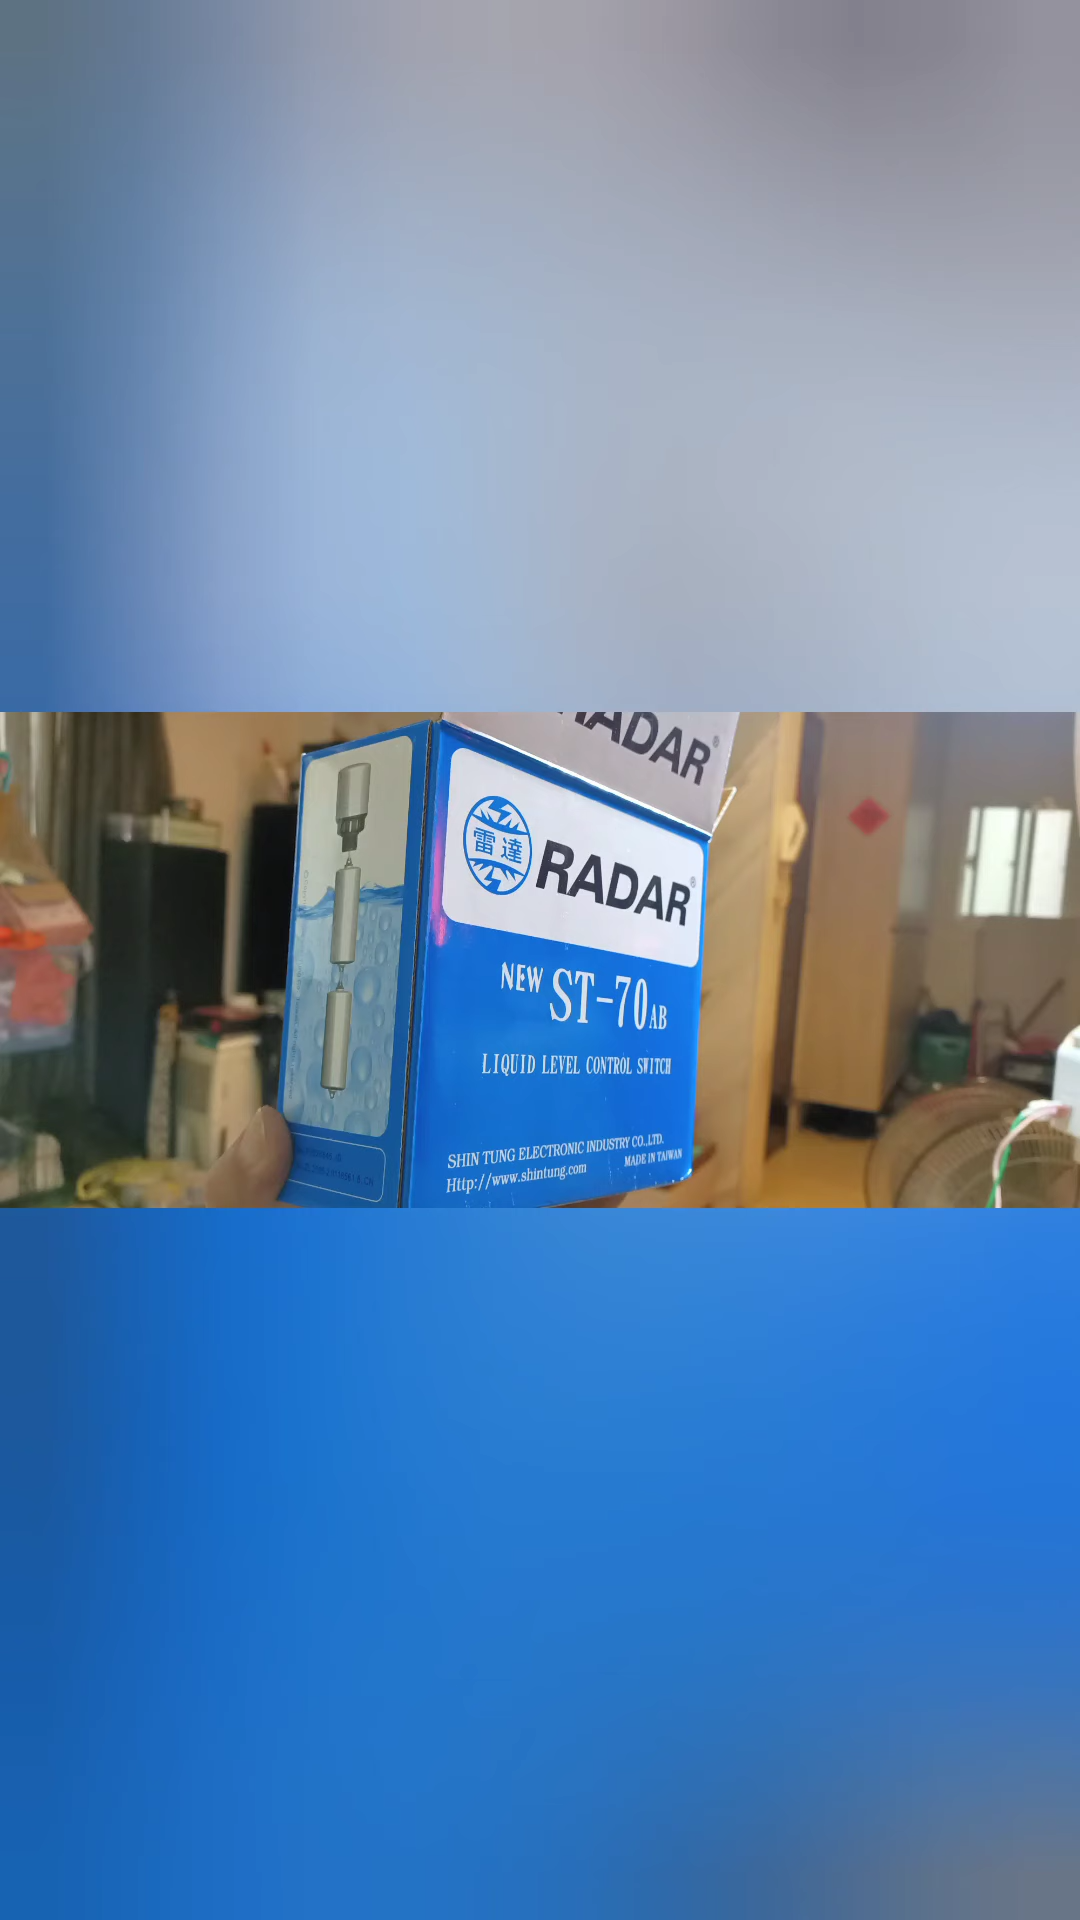 RADAR®
雷達 RADAR®
NEW ST-70AB
LIQUID LEVEL CONTROL SWITCH
SHIN TUNG ELECTRONIC INDUSTRY CO.,LTD.
Http://www.shintung.com MADE IN TAIWAN